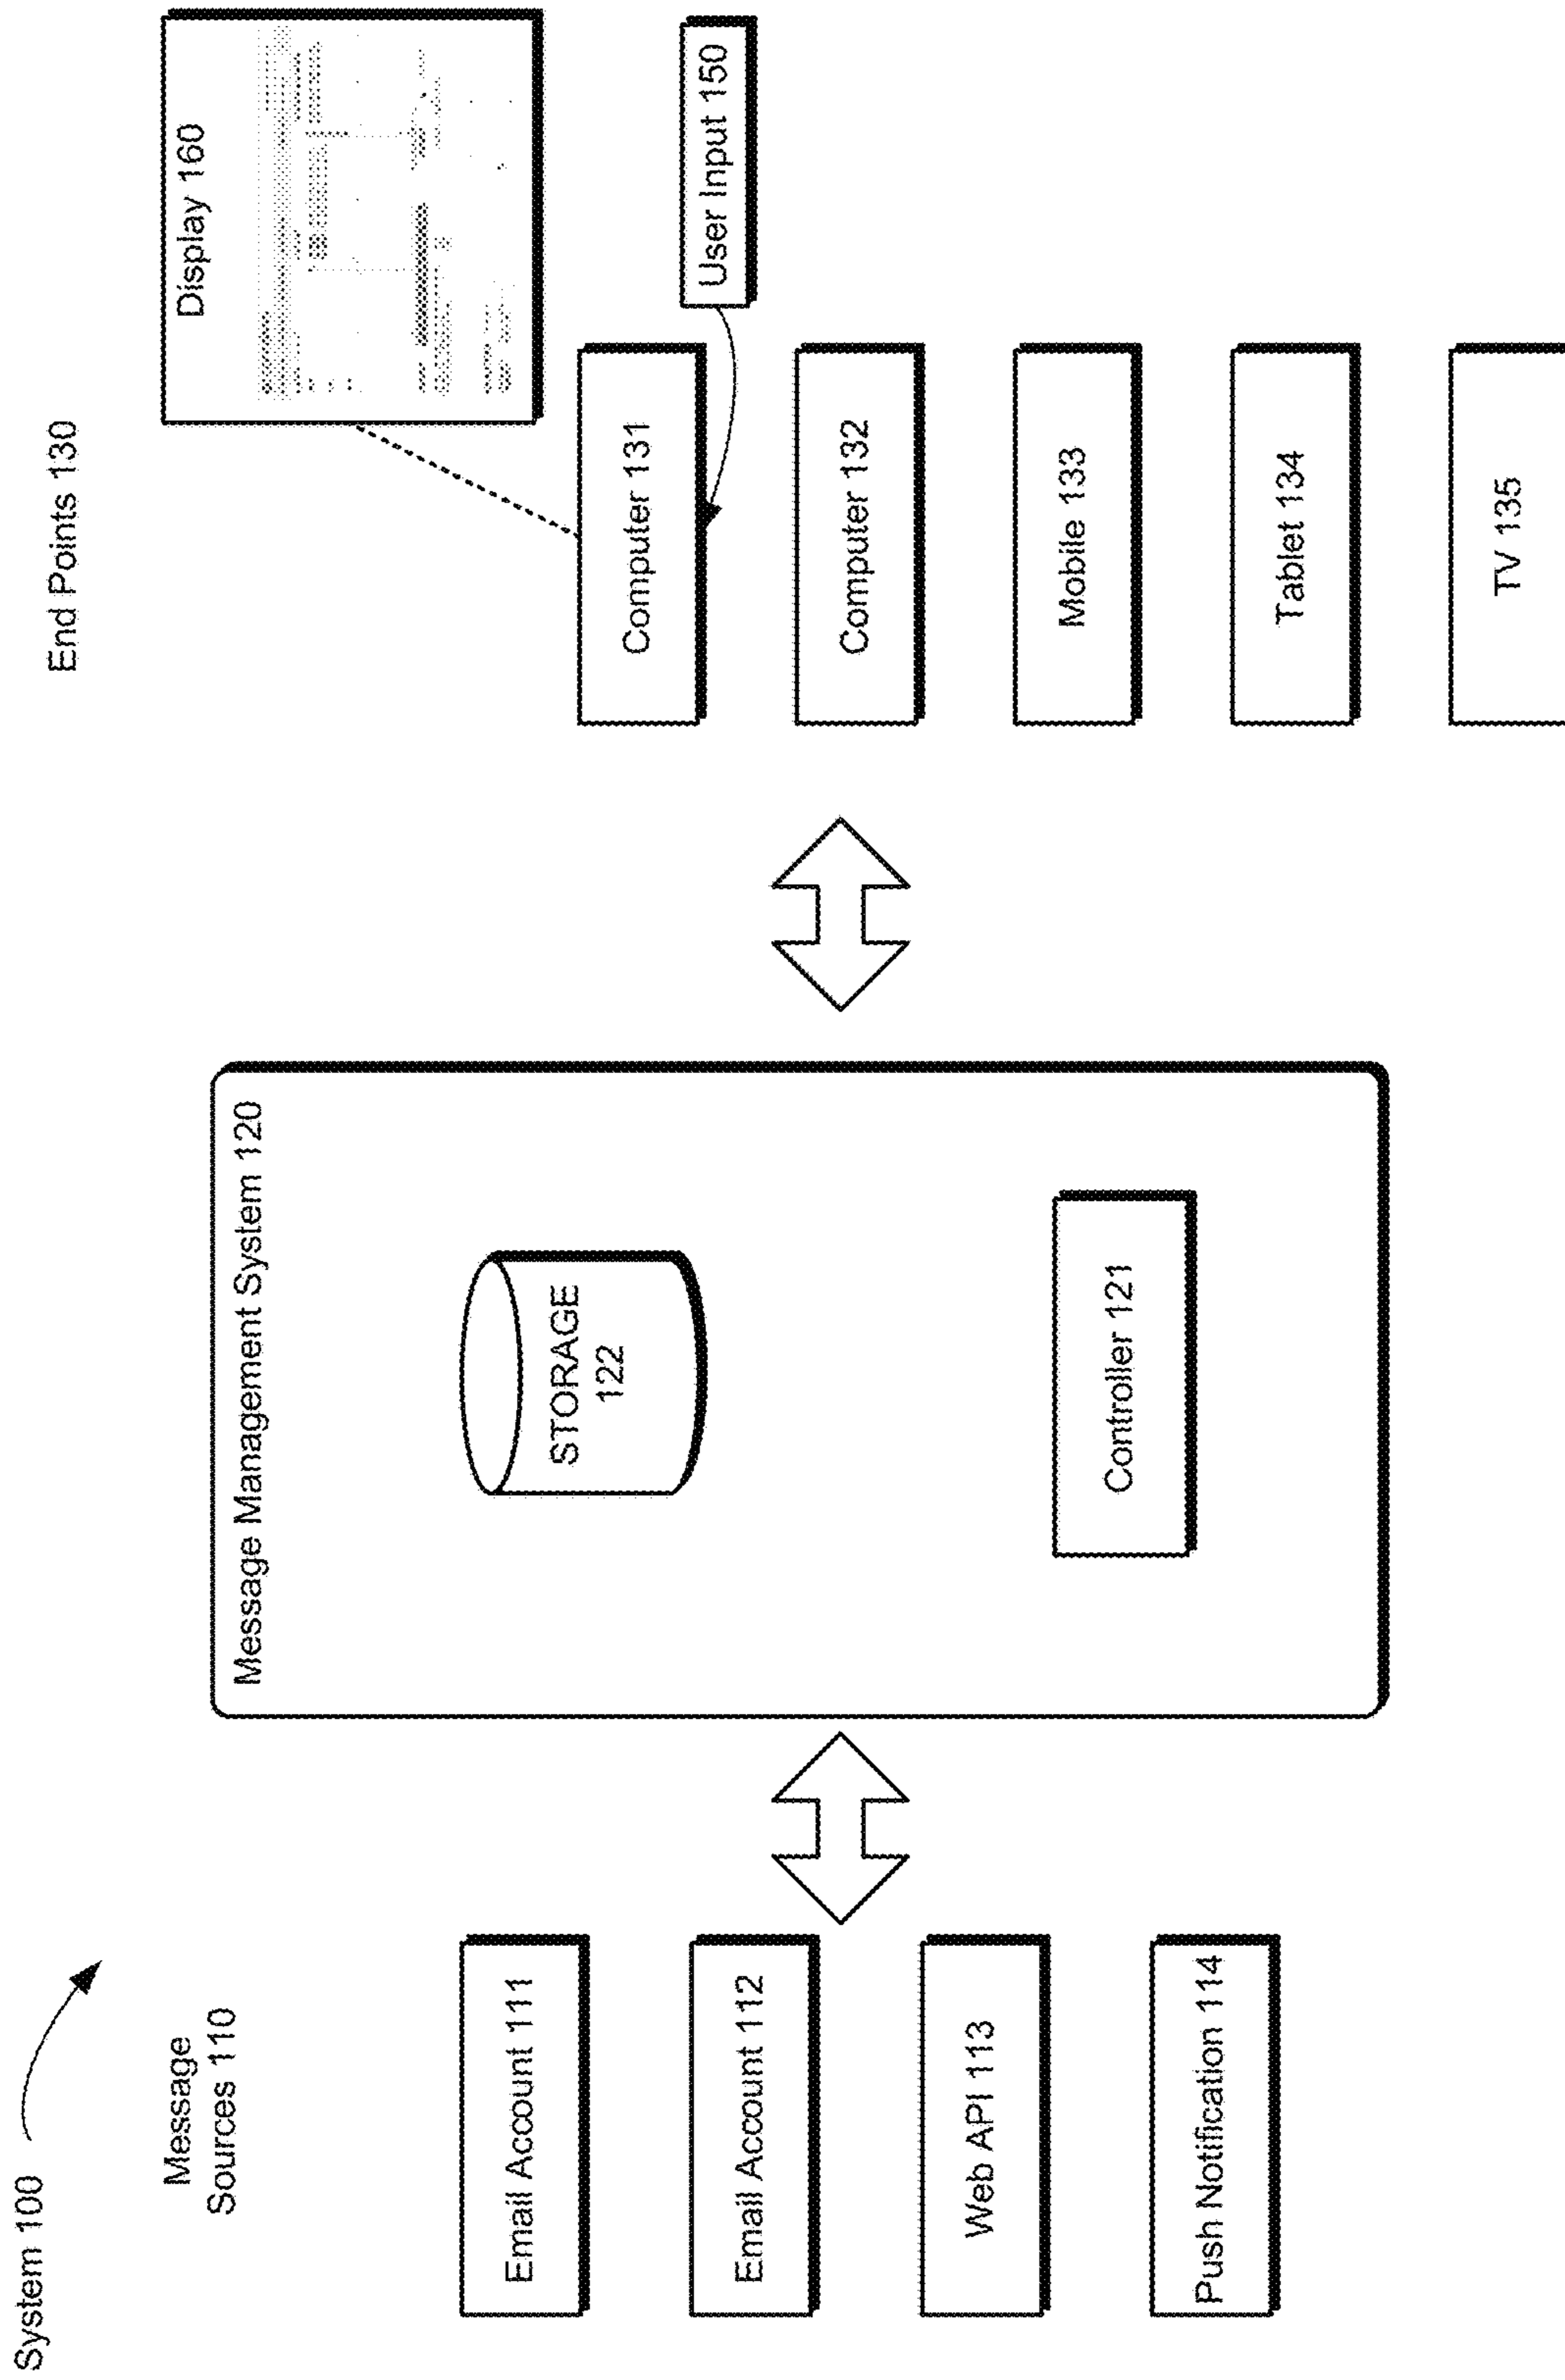 System 100
Message
Sources 110
Email Account 111
Email Account 112
Web API 113
Push Notification 114
Message Management System 120
STORAGE
122
Controller 121
End Points 130
Display 160
User Input 150
Computer 131
Computer 132
Mobile 133
Tablet 134
TV 135